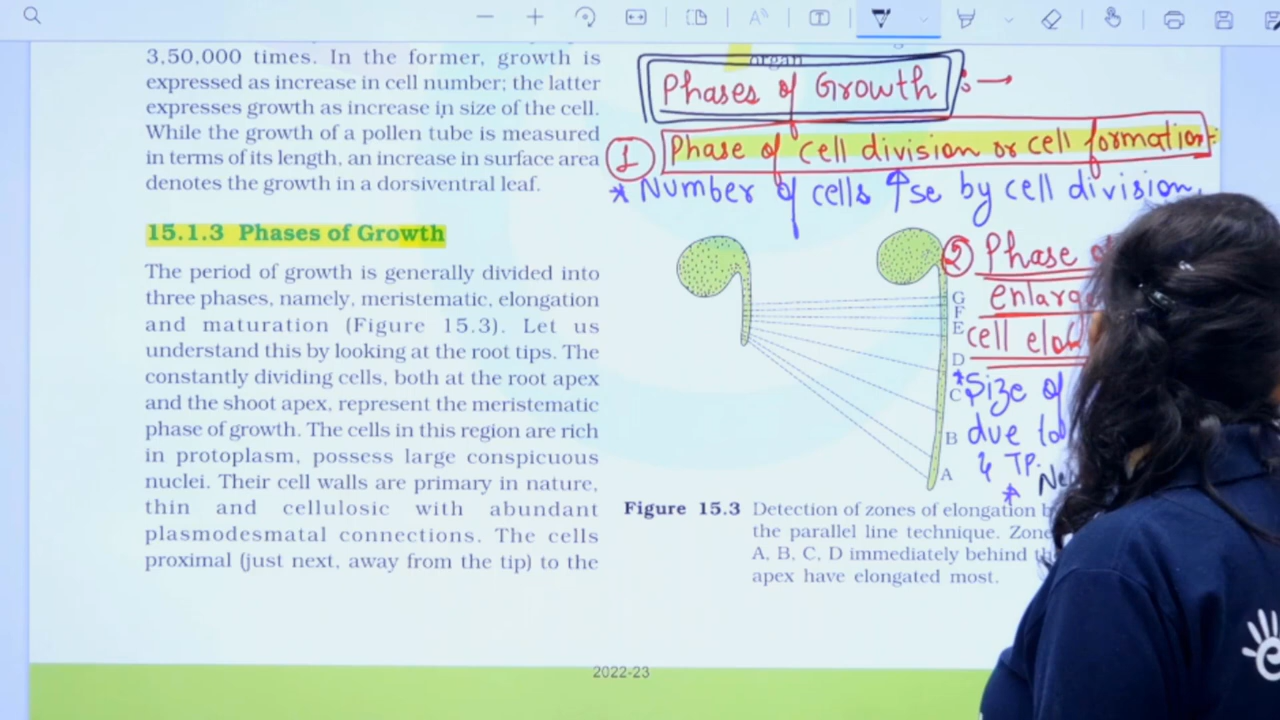 3,50,000 times. In the former, growth is
expressed as increase in cell number; the latter
expresses growth as increase in size of the cell.
While the growth of a pollen tube is measured
in terms of its length, an increase in surface area
denotes the growth in a dorsiventral leaf.
15.1.3 Phases of Growth
The period of growth is generally divided into
three phases, namely, meristematic, elongation
and maturation (Figure 15.3). Let us
understand this by looking at the root tips. The
constantly dividing cells, both at the root apex
and the shoot apex, represent the meristematic
phase of growth. The cells in this region are rich
in protoplasm, possess large conspicuous
nuclei. Their cell walls are primary in nature,
thin and cellulosic with abundant
plasmodesmatal connections. The cells
proximal (just next, away from the tip) to the
organ
Phases of Growth :→
1 Phase of cell division or cell formation:
* Number of cells ↑se by cell division.
2 Phase
enlarge
cell
* Size of
due to
& TP.
*
G
F
E
D
C
B
A
Figure 15.3 Detection of zones of elongation
the parallel line technique. Zone
A, B, C, D immediately behind
apex have elongated most.
2022-23